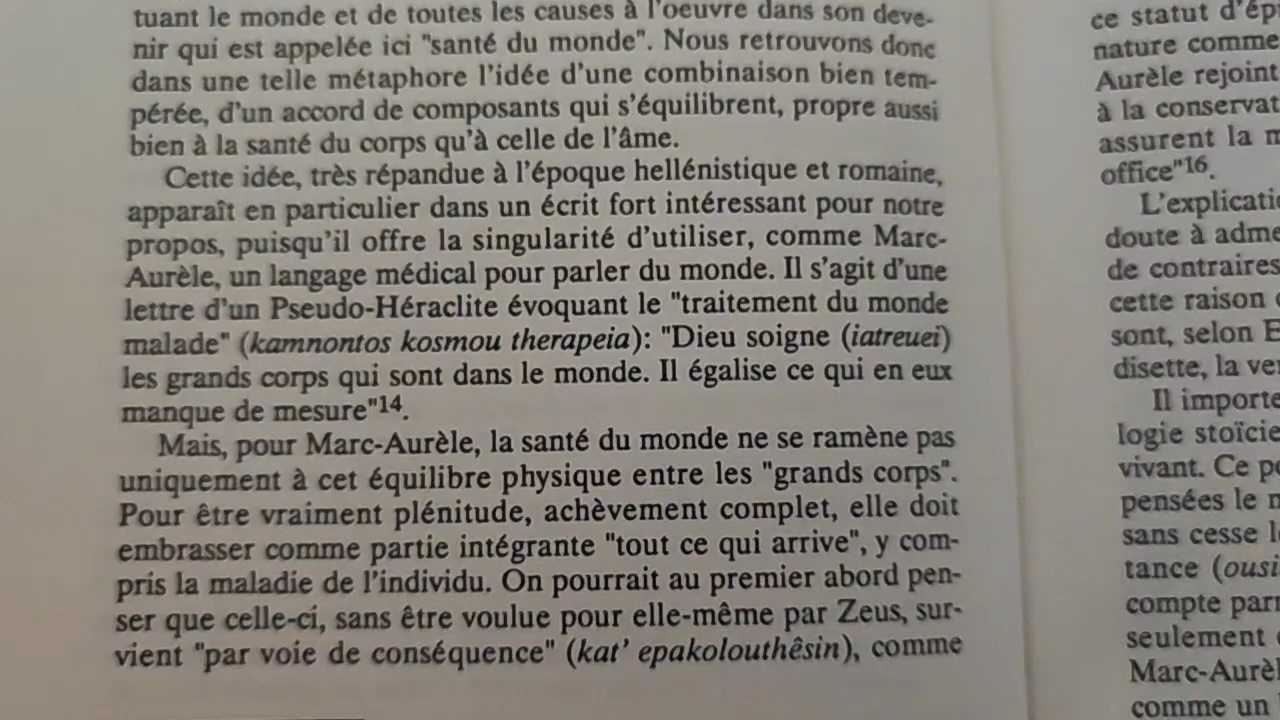 tuant le monde et de toutes les causes à l'oeuvre dans son deve-
nir qui est appelée ici "santé du monde". Nous retrouvons donc
dans une telle métaphore l'idée d'une combinaison bien tem-
pérée, d'un accord de composants qui s'équilibrent, propre aussi
bien à la santé du corps qu'à celle de l'âme.
Cette idée, très répandue à l'époque hellénistique et romaine,
apparaît en particulier dans un écrit fort intéressant pour notre
propos, puisqu'il offre la singularité d'utiliser, comme Marc-
Aurèle, un langage médical pour parler du monde. Il s'agit d'une
lettre d'un Pseudo-Héraclite évoquant le "traitement du monde
malade" (kamnontos kosmou therapeia): "Dieu soigne (iatreuei)
les grands corps qui sont dans le monde. Il égalise ce qui en eux
manque de mesure"14.
Mais, pour Marc-Aurèle, la santé du monde ne se ramène pas
uniquement à cet équilibre physique entre les "grands corps".
Pour être vraiment plénitude, achèvement complet, elle doit
embrasser comme partie intégrante "tout ce qui arrive", y com-
pris la maladie de l'individu. On pourrait au premier abord pen-
ser que celle-ci, sans être voulue pour elle-même par Zeus, sur-
vient "par voie de conséquence" (kat' epakolouthêsin), comme
ce statut d'ép
nature comme
Aurèle rejoint
à la conservat
assurent la
office"16.
L'explicati
doute à adme
de contraires
cette raison
sont, selon E
disette, la ve
Il importe
logie stoïcie
vivant. Ce p
pensées le
sans cesse l
tance (ousi
compte par
seulement
Marc-Aurèl
comme un